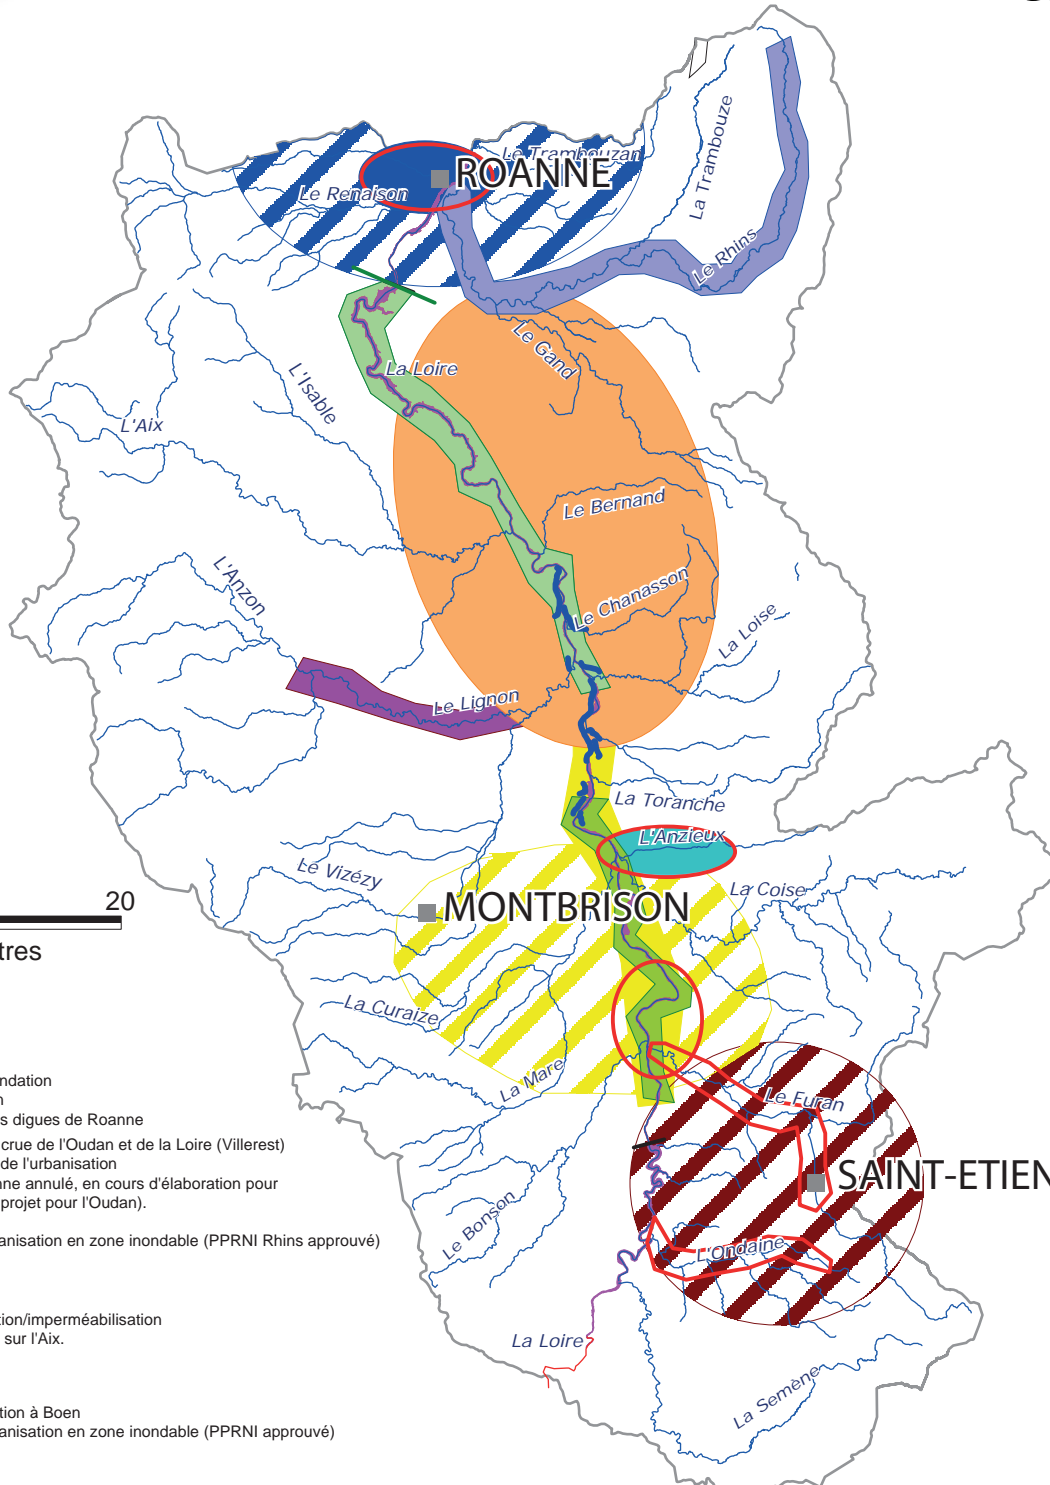 La Trambouze
Le Trambouzan
ROANNE
Le Renaison
Le Rhins
Le Gand
La Loire
L'Isable
L'Aix
Le Bernand
L'Anzon
Le Chanasson
La Loise
Le Lignon
La Toranche
L'Anzieux
Le Vizézy
La Coise
20
MONTBRISON
tres
La Curaize
ndation
La Mare
n
Le Furan
s digues de Roanne
crue de l'Oudan et de la Loire (Villerest)
de l'urbanisation
nne annulé, en cours d'élaboration pour
SAINT-ETIEN
projet pour l'Oudan).
Le Bonson
anisation en zone inondable (PPRNI Rhins approuvé)
L'Ondaine
tion/imperméabilisation
sur l'Aix.
La Loire
La Semène
tion à Boen
anisation en zone inondable (PPRNI approuvé)